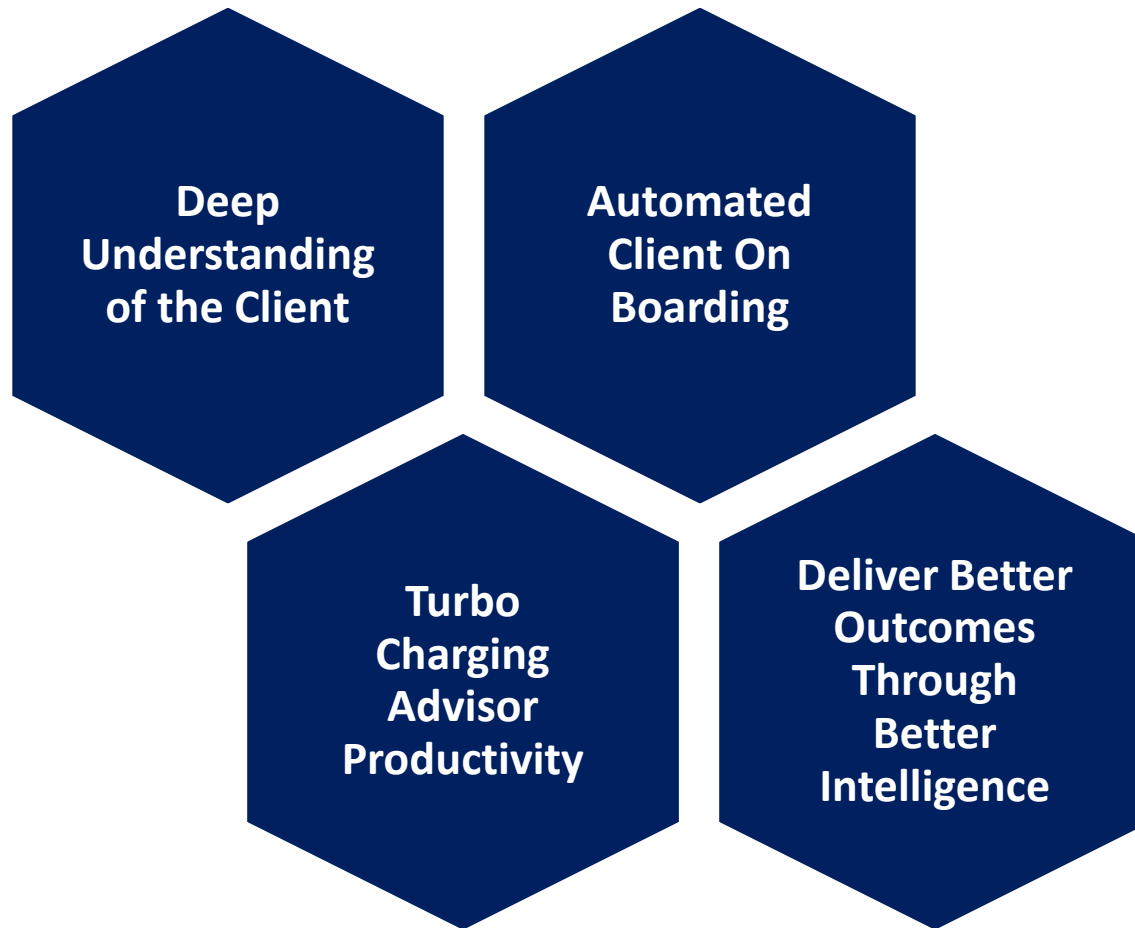 Deep
Understanding
of the Client
Automated
Client On
Boarding
Turbo
Charging
Advisor
Productivity
Deliver Better
Outcomes
Through
Better
Intelligence